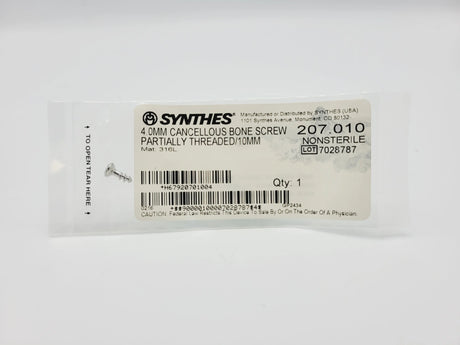 SYNTHES®
Manufactured or Distributed by SYNTHES (USA)
1101 Synthes Avenue, Monument, CO 80132
4.0MM CANCELLOUS BONE SCREW
PARTIALLY THREADED/10MM
Mat: 316L
207.010
NONSTERILE
LOT 7028787
*H67920701004
Qty: 1
GP2434
CAUTION: Federal Law Restricts This Device To Sale By Or On The Order Of A Physician.
TO OPEN TEAR HERE